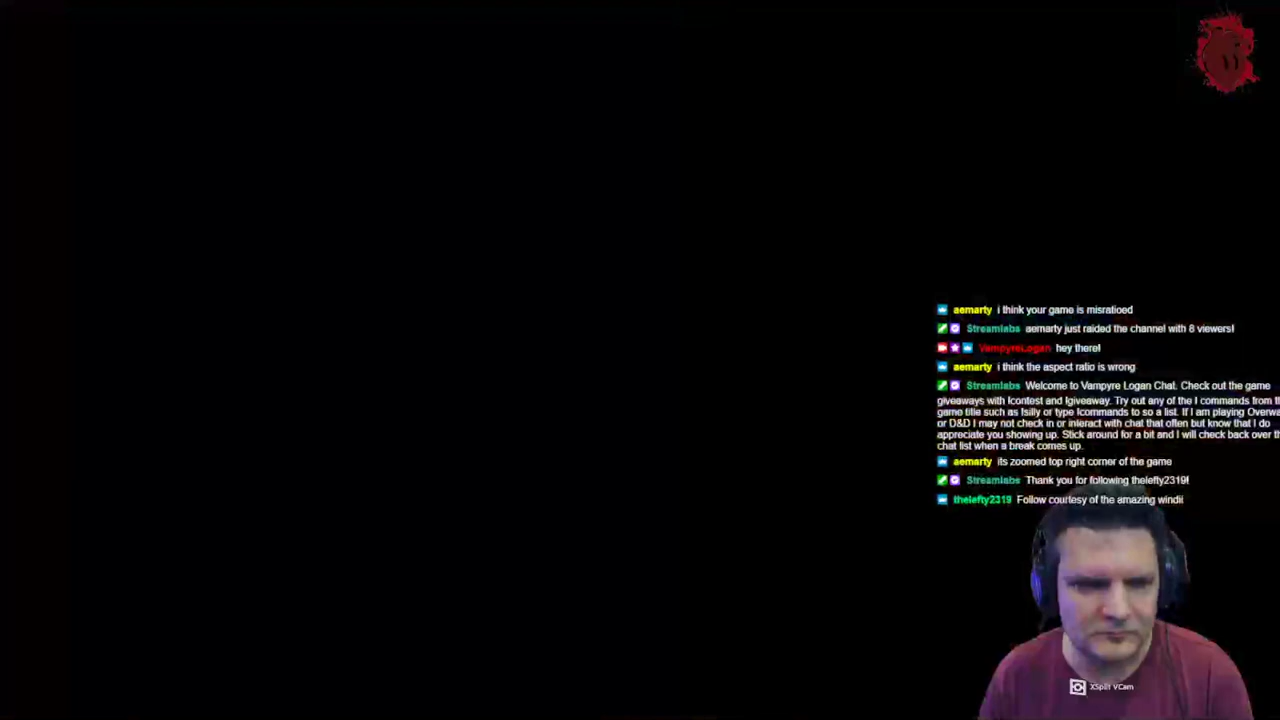 aemarty i think your game is misratioed
Streamlabs aemarty just raided the channel with 8 viewers!
VampyreLogan hey there!
aemarty i think the aspect ratio is wrong
Streamlabs Welcome to Vampyre Logan Chat. Check out the game
giveaways with !contest and !giveaway. Try out any of the ! commands from th
game title such as !silly or type !commands to so a list. If I am playing Overwa
or D&D I may not check in or interact with chat that often but know that I do
appreciate you showing up. Stick around for a bit and I will check back over th
chat list when a break comes up.
aemarty its zoomed top right corner of the game
Streamlabs Thank you for following thelefty2319!
thelefty2319 Follow courtesy of the amazing windii
XSplit VCam